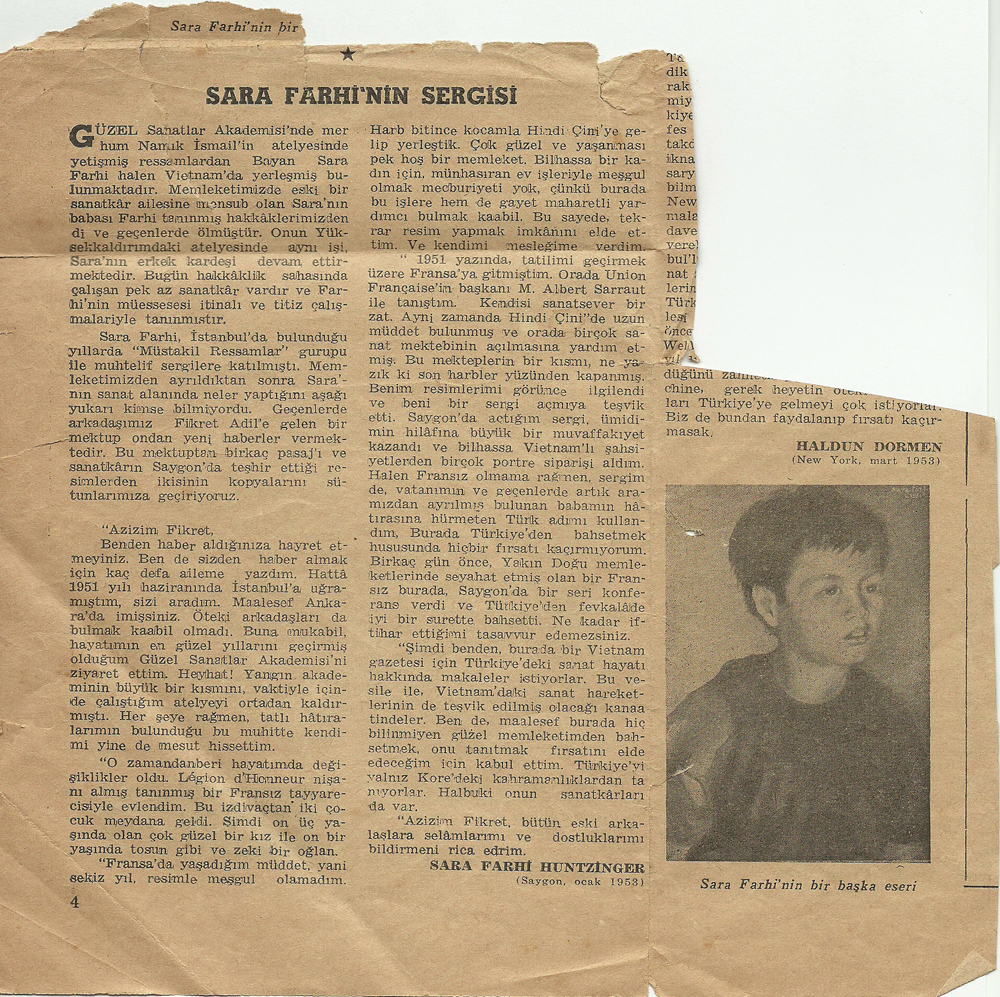 Sara Farhi'nin bir
★
SARA FARHİ'NİN SERGİSİ
GÜZEL Sanatlar Akademisi'nde mer
hum Namık İsmail'in atelyesinde
yetişmiş ressamlardan Bayan Sara
Farhi halen Vietnam'da yerleşmiş bu-
lunmaktadır. Memleketimizde eski bir
sanatkâr ailesine mensub olan Sara'nın
babası Farhi tanınmış hakkâklerimizden
di ve geçenlerde ölmüştür. Onun Yük-
sekkaldırımdaki atelyesinde aynı işi,
Sara'nın erkek kardeşi devam ettir-
mektedir. Bugün hakkâklik sahasında
çalışan pek az sanatkâr vardır ve Far-
hi'nin müessesesi itinalı ve titiz çalış-
malariyle tanınmıştır.
Sara Farhi, İstanbul'da bulunduğu
yıllarda "Müstakil Ressamlar" gurupu
ile muhtelif sergilere katılmıştı. Mem-
leketimizden ayrıldıktan sonra Sara'-
nın sanat alanında neler yaptığını aşağı
yukarı kimse bilmiyordu. Geçenlerde
arkadaşımız Fikret Adil'e gelen bir
mektup ondan yeni haberler vermek-
tedir. Bu mektuptan birkaç pasaj'ı ve
sanatkârın Saygon'da teşhir ettiği re-
simlerden ikisinin kopyalarını sü-
tunlarımıza geçiriyoruz.
"Azizim Fikret,
Benden haber aldığınıza hayret et-
meyiniz. Ben de sizden haber almak
için kaç defa aileme yazdım. Hattâ
1951 yılı haziranında İstanbul'a uğra-
mıştım, sizi aradım. Maalesef Anka-
ra'da imişsiniz. Öteki arkadaşları da
bulmak kaabil olmadı. Buna mukabil,
hayatımın en güzel yıllarını geçirmiş
olduğum Güzel Sanatlar Akademisi'ni
ziyaret ettim. Heyhat! Yangın akade-
minin büyük bir kısmını, vaktiyle için-
de çalıştığım atelyeyi ortadan kaldır-
mıştı. Her şeye rağmen, tatlı hâtıra-
larımın bulunduğu bu muhitte kendi-
mi yine de mesut hissettim.
"O zamandanberi hayatımda deği-
şiklikler oldu. Légion d'Honneur nişa-
nı almış tanınmış bir Fransız tayyare-
cisiyle evlendim. Bu izdivaçtan iki ço-
cuk meydana geldi. Şimdi on üç ya-
şında olan çok güzel bir kız ile on bir
yaşında tosun gibi ve zeki bir oğlan.
"Fransa'da yaşadığım müddet, yani
sekiz yıl, resimle meşgul olamadım.
4
Harb bitince kocamla Hindi Çini'ye ge-
lip yerleştik. Çok güzel ve yaşanması
pek hoş bir memleket. Bilhassa bir ka-
dın için, münhasıran ev işleriyle meşgul
olmak mecburiyeti yok, çünkü burada
bu işlere hem de gayet maharetli yar-
dımcı bulmak kaabil. Bu sayede, tek-
rar resim yapmak imkânını elde et-
tim. Ve kendimi mesleğime verdim.
" 1951 yazında, tatilimi geçirmek
üzere Fransa'ya gitmiştim. Orada Union
Française'in başkanı M. Albert Sarraut
ile tanıştım. Kendisi sanatsever bir
zat. Ayni zamanda Hindi Çini"de uzun
müddet bulunmuş ve orada birçok sa-
nat mektebinin açılmasına yardım et-
miş. Bu mekteplerin bir kısmı, ne ya-
zık ki son harbler yüzünden kapanmış.
Benim resimlerimi görünce ilgilendi
ve beni bir sergi açmıya teşvik
etti. Saygon'da açtığım sergi, ümidi-
min hilâfına büyük bir muvaffakıyet
kazandı ve bilhassa Vietnam'lı şahsi-
yetlerden birçok portre siparişi aldım.
Halen Fransız olmama rağmen, sergim
de, vatanımın ve geçenlerde artık ara-
mızdan ayrılmış bulunan babamın hâ-
tırasına hürmeten Türk adımı kullan-
dım, Burada Türkiye'den bahsetmek
hususunda hiçbir fırsatı kaçırmıyorum.
Birkaç gün önce, Yakın Doğu memle-
ketlerinde seyahat etmiş olan bir Fran-
sız burada, Saygon'da bir seri konfe-
rans verdi ve Türkiye'den fevkalâde
iyi bir surette bahsetti. Ne kadar if-
tihar ettiğimi tasavvur edemezsiniz.
"Şimdi benden, burada bir Vietnam
gazetesi için Türkiye'deki sanat hayatı
hakkında makaleler istiyorlar. Bu ve-
sile ile, Vietnam'daki sanat hareket-
lerinin de teşvik edilmiş olacağı kanaa
tindeler. Ben de, maalesef burada hiç
bilinmiyen güzel memleketimden bah-
setmek, onu tanıtmak fırsatını elde
edeceğim için kabul ettim. Türkiye'yi
yalnız Kore'deki kahramanlıklardan ta
nıyorlar. Halbuki onun sanatkârları
da var.
"Azizim Fikret, bütün eski arka-
laşlara selâmlarımı ve dostluklarımı
bildirmeni rica edrim.
SARA FARHİ HUNTZİNGER
(Saygon, ocak 1953)
dik
rak
miy
kiye
fes
takd
ikna
sary
bilm
New
mala
dave
verel
bul'l
nat
lerin
Türk
lesi
önce
Wel
yıl
düğünü
chine, gerek heyetin
ları Türkiye'ye gelmeyi çok istiyorlar.
Biz de bundan faydalanıp fırsatı kaçır-
masak.
HALDUN DORMEN
(New York, mart 1953)
Sara Farhi'nin bir başka eseri